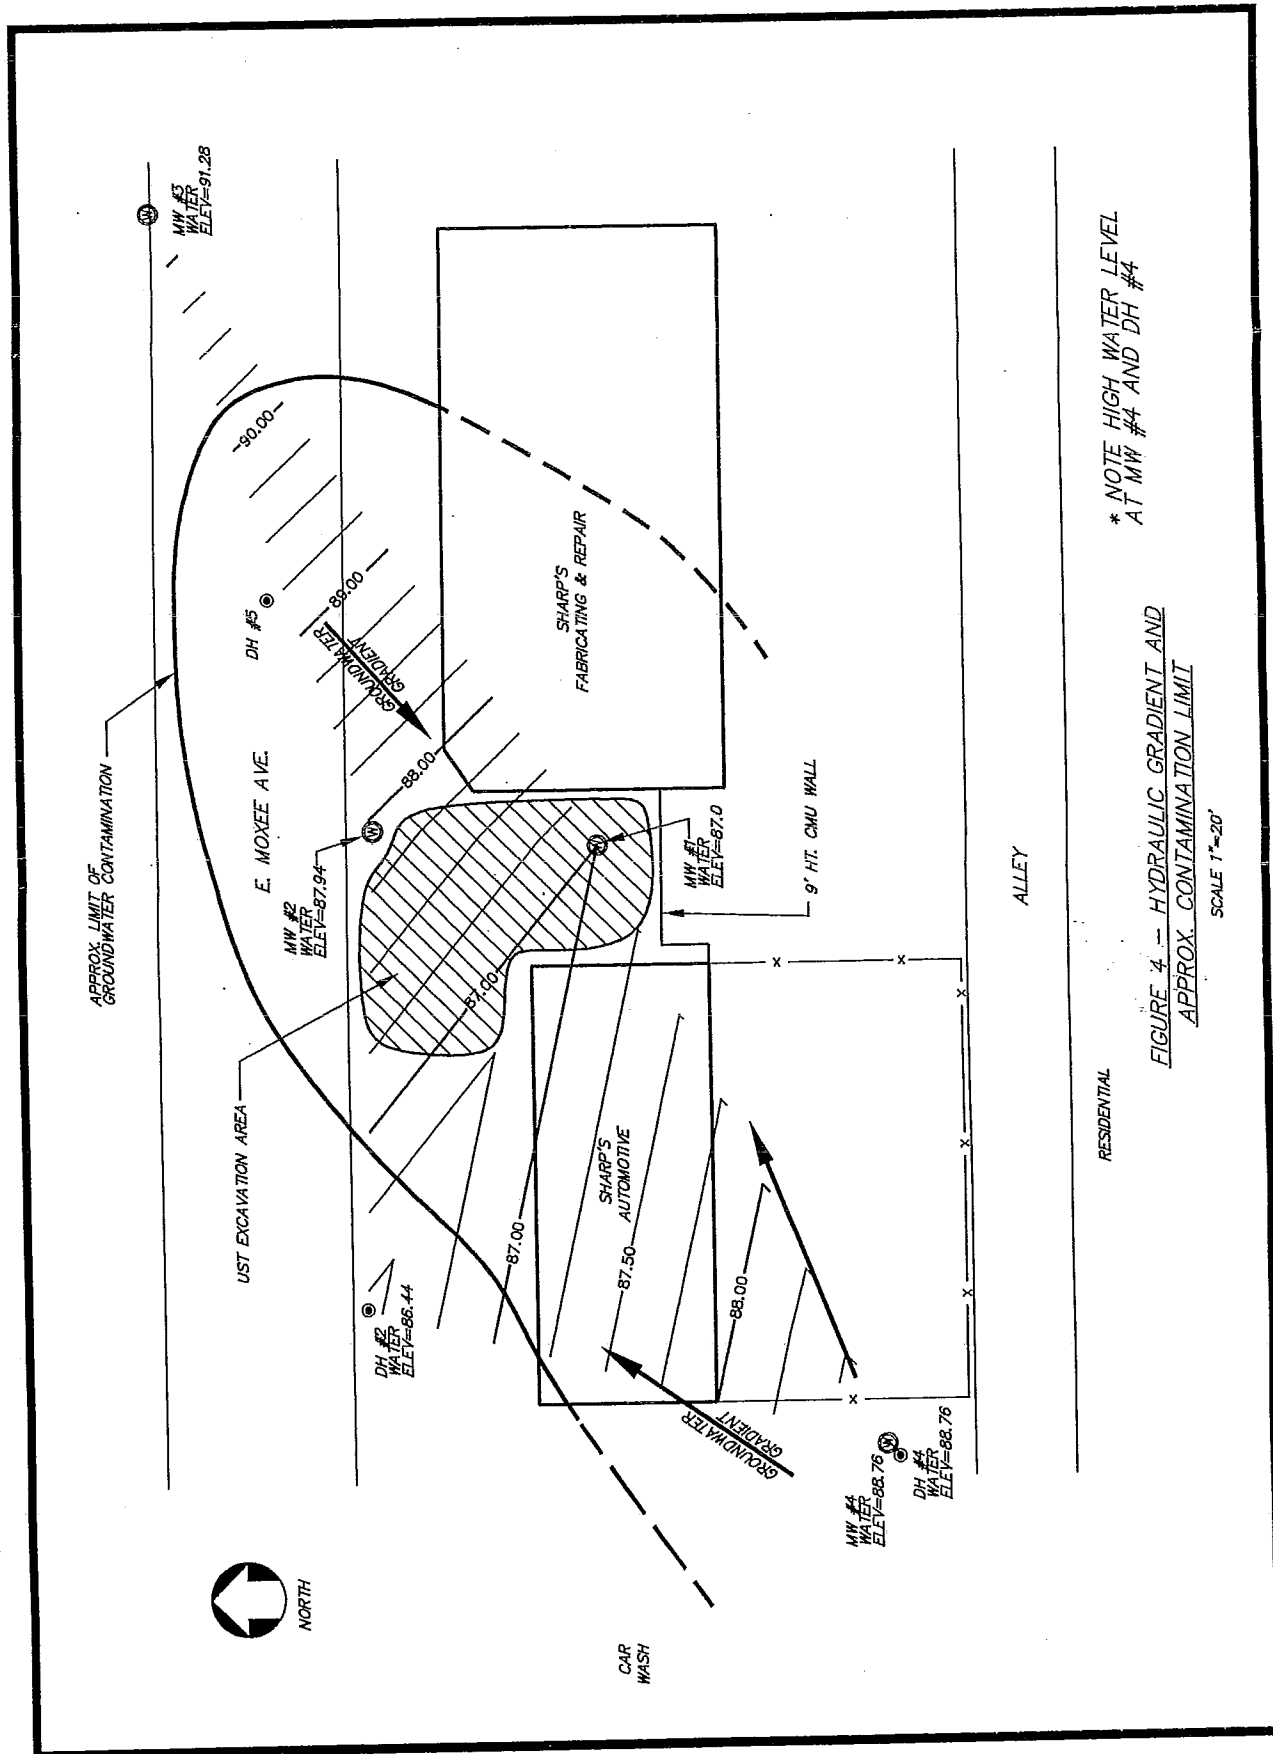 APPROX. LIMIT OF
GROUNDWATER CONTAMINATION
MW #3
WATER
ELEV=91.28
UST EXCAVATION AREA
E. MOXEE AVE.
DH #5
90.00
89.00
GROUNDWATER
GRADIENT
MW #2
WATER
ELEV=87.94
88.00
DH #2
WATER
ELEV=86.44
87.00
NORTH
87.00
SHARP'S
FABRICATING & REPAIR
MW #1
WATER
ELEV=87.0
SHARP'S
AUTOMOTIVE
87.50
9' HT. CMU WALL
CAR
WASH
88.00
GROUNDWATER
GRADIENT
MW #4
WATER
ELEV=88.76
DH #4
WATER
ELEV=88.76
ALLEY
RESIDENTIAL
* NOTE HIGH WATER LEVEL
AT MW #4 AND DH #4
FIGURE 4 - HYDRAULIC GRADIENT AND
APPROX. CONTAMINATION LIMIT
SCALE 1"=20'